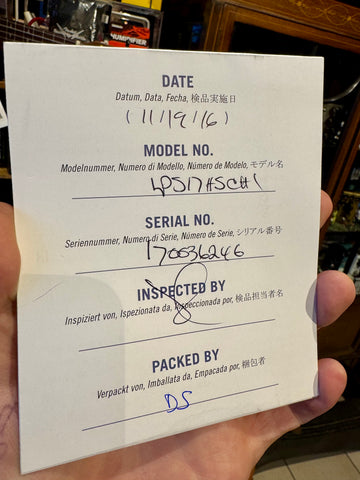 DATE
Datum, Data, Fecha, 検品実施日
(11/19/16)
MODEL NO.
Modelnummer, Numero di Modello, Número de Modelo, モデル名
LPS17HSCH1
SERIAL NO.
Seriennummer, Numero di Serie, Número de Serie, シリアル番号
170036246
INSPECTED BY
Inspiziert von, Ispezionata da, Inspeccionada por, 検品担当者名
PACKED BY
Verpackt von, Imballata da, Empacada por, 梱包者
DS